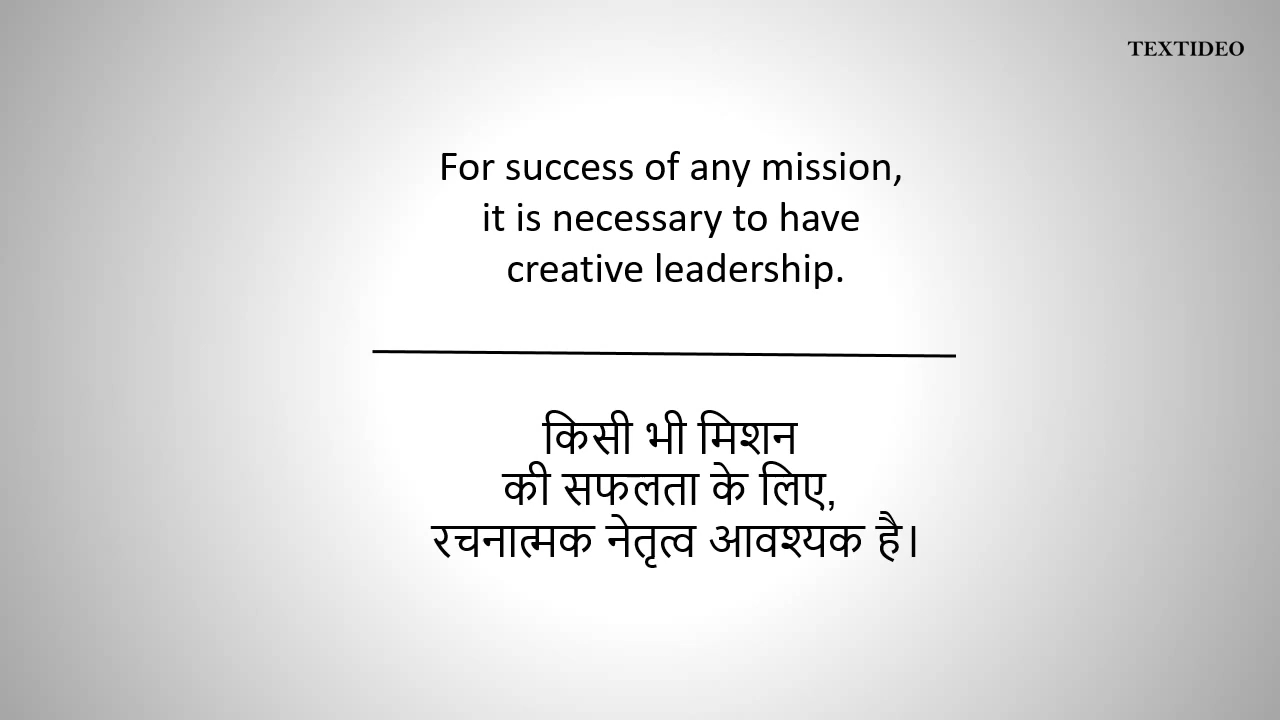 TEXTIDEO
For success of any mission,
it is necessary to have
creative leadership.
किसी भी मिशन
की सफलता के लिए,
रचनात्मक नेतृत्व आवश्यक है।